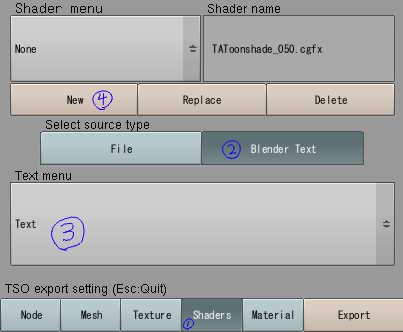 Shader menu Shader name
None TAToonshade_050.cgfx
New ④ Replace Delete
Select source type
File ② Blender Text
Text menu
Text ③
TSO export setting (Esc:Quit)
Node Mesh Texture Shaders ① Material Export